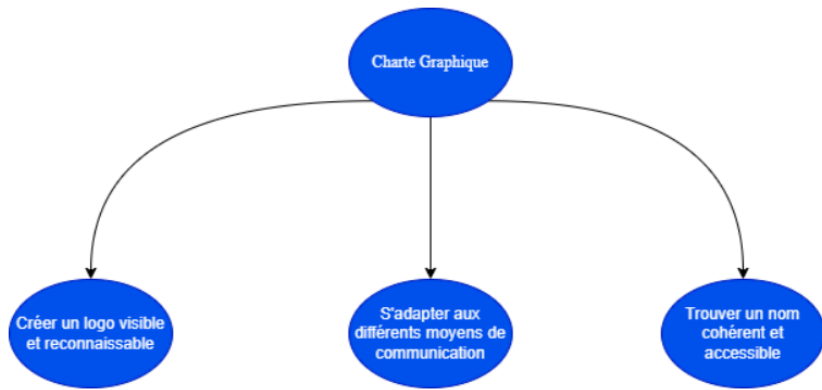 Charte Graphique
Créer un logo visible
et reconnaissable
S'adapter aux
différents moyens de
communication
Trouver un nom
cohérent et
accessible